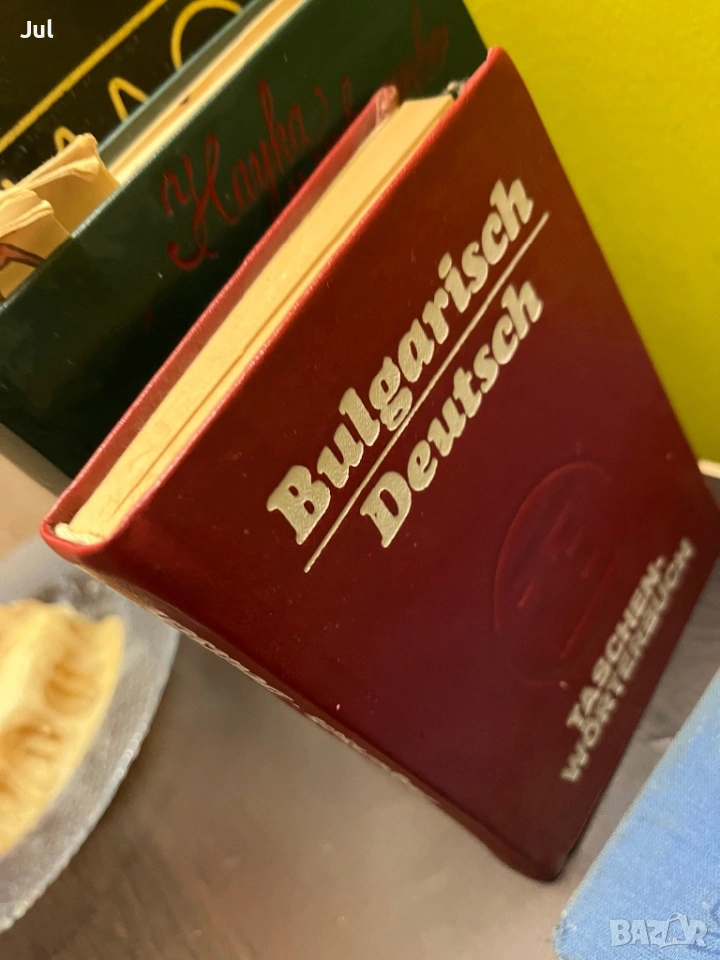 Jul
Наука
Bulgarisch
Deutsch
TASCHEN-
WÖRTERBUCH
BAZAR